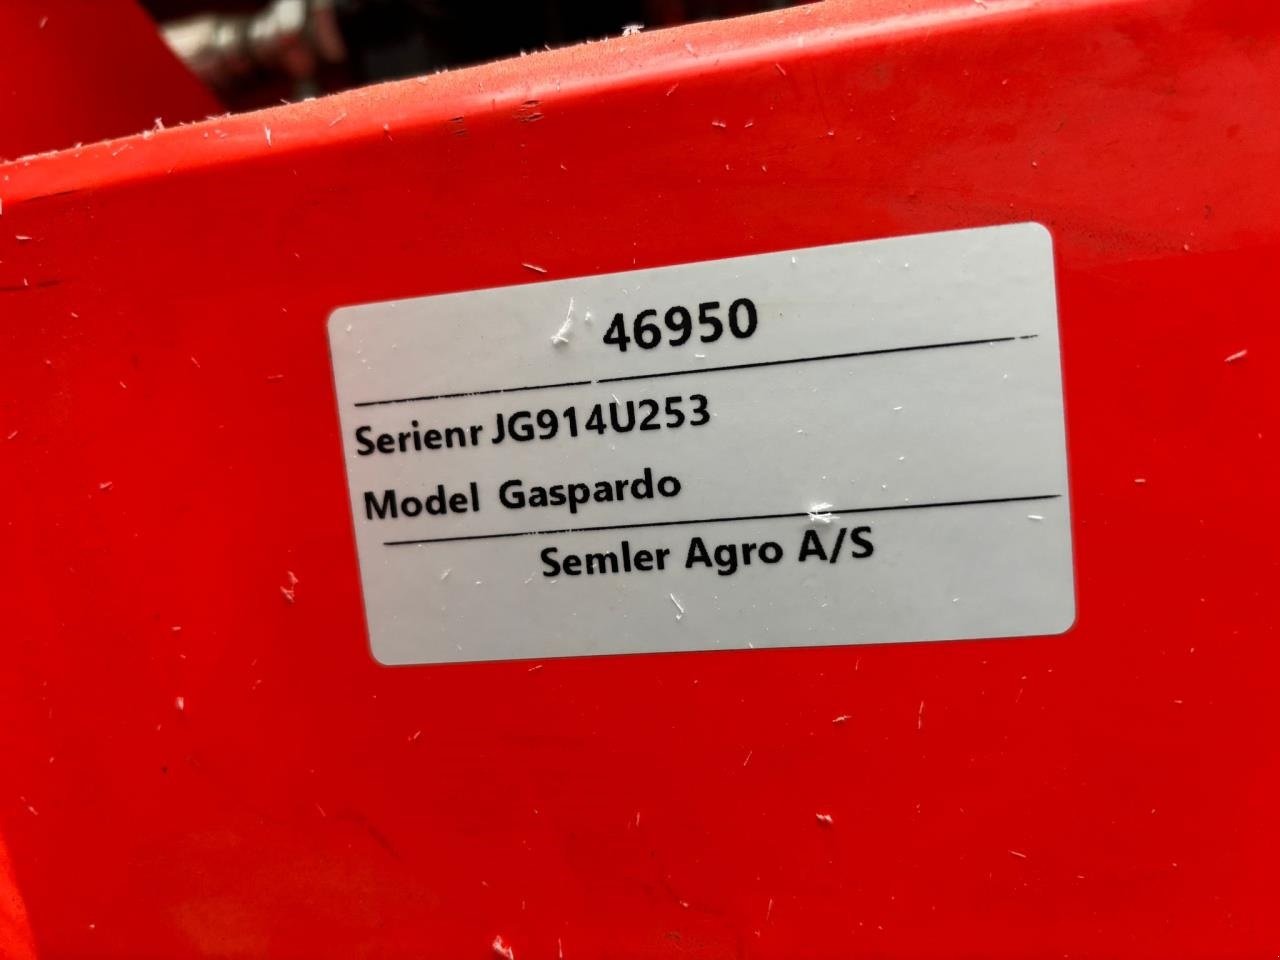 46950
Serienr JG914U253
Model Gaspardo
Semler Agro A/S